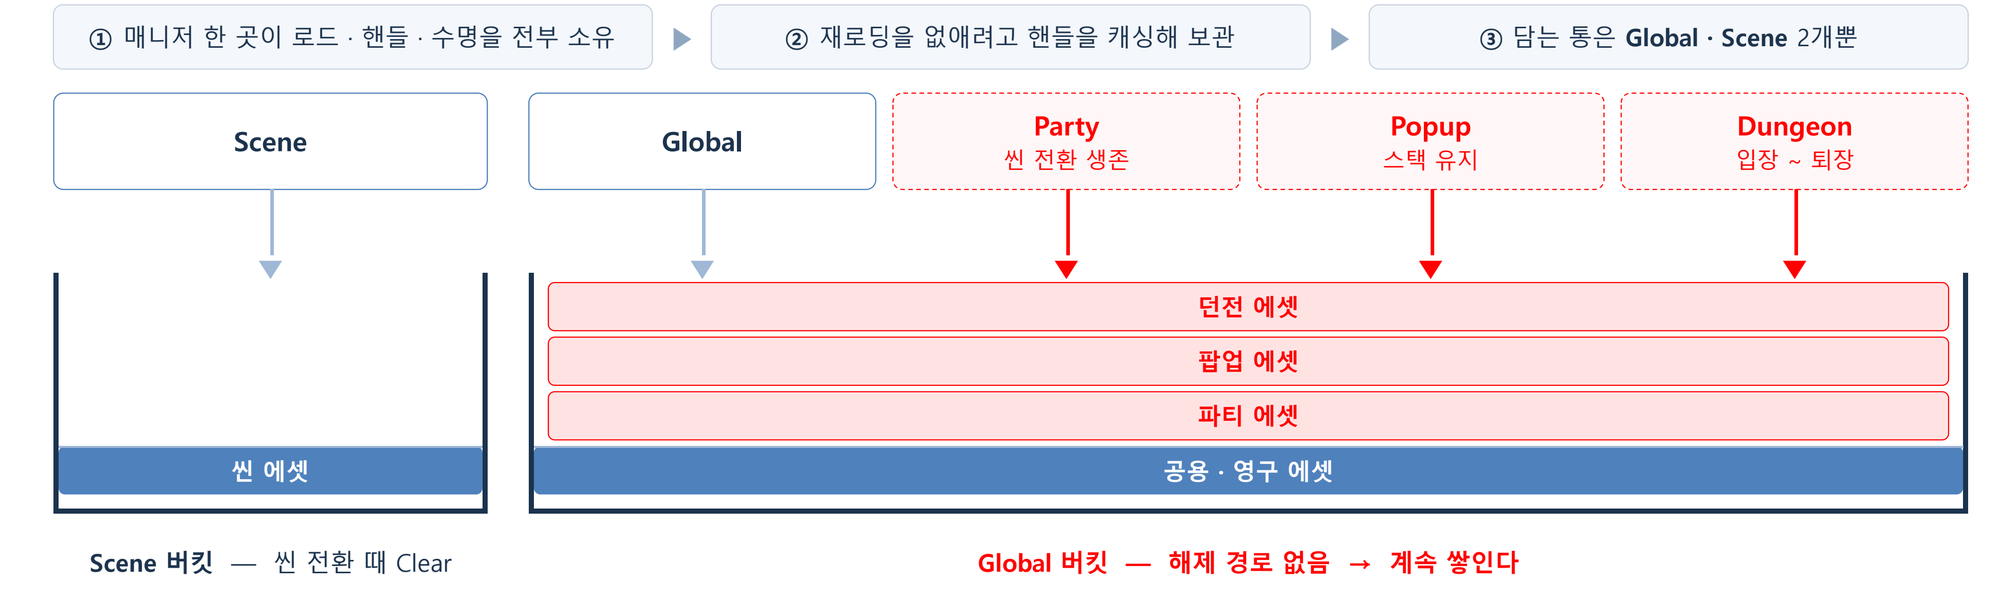 ① 매니저 한 곳이 로드 · 핸들 · 수명을 전부 소유
② 재로딩을 없애려고 핸들을 캐싱해 보관
③ 담는 통은 Global · Scene 2개뿐
Scene
Global
Party
씬 전환 생존
Popup
스택 유지
Dungeon
입장 ~ 퇴장
던전 에셋
팝업 에셋
파티 에셋
씬 에셋
공용 · 영구 에셋
Scene 버킷 — 씬 전환 때 Clear
Global 버킷 — 해제 경로 없음 → 계속 쌓인다